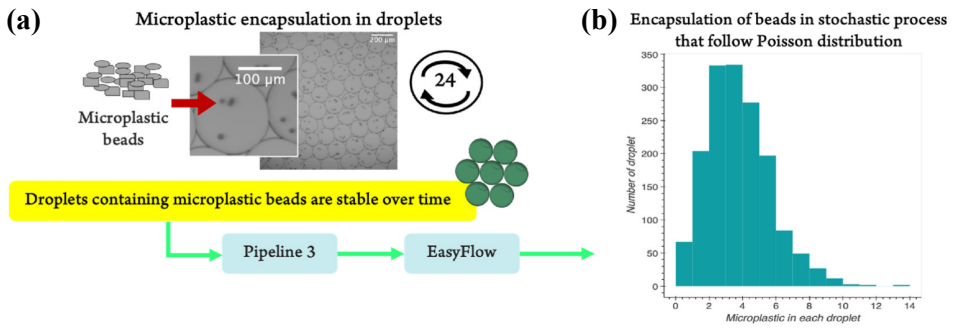 (a)
Microplastic encapsulation in droplets
200 µm
100 µm
24
Microplastic
beads
Droplets containing microplastic beads are stable over time
Pipeline 3
EasyFlow
(b)
Encapsulation of beads in stochastic process
that follow Poisson distribution
Number of droplet
350
300
250
200
150
100
50
0
0 2 4 6 8 10 12 14
Microplastic in each droplet